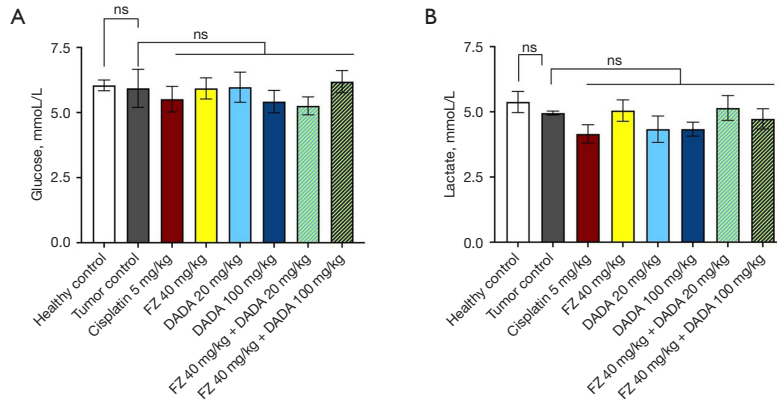 A
ns
ns
Glucose, mmoL/L
7.5
5.0
2.5
0.0
Healthy control
Tumor control
Cisplatin 5 mg/kg
FZ 40 mg/kg
DADA 20 mg/kg
DADA 100 mg/kg
FZ 40 mg/kg + DADA 20 mg/kg
FZ 40 mg/kg + DADA 100 mg/kg
B
ns
ns
Lactate, mmoL/L
7.5
5.0
2.5
0.0
Healthy control
Tumor control
Cisplatin 5 mg/kg
FZ 40 mg/kg
DADA 20 mg/kg
DADA 100 mg/kg
FZ 40 mg/kg + DADA 20 mg/kg
FZ 40 mg/kg + DADA 100 mg/kg